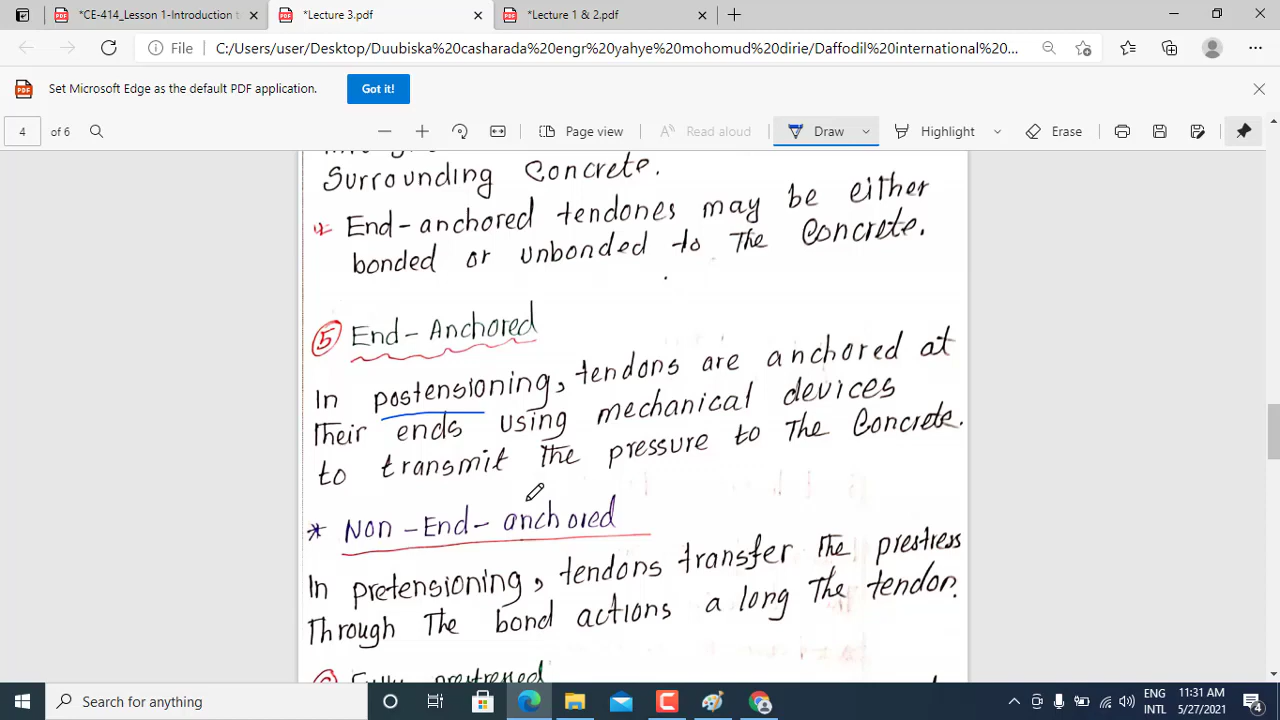 *CE-414_Lesson 1-Introduction t
*Lecture 3.pdf
*Lecture 1 & 2.pdf
File
C:/Users/user/Desktop/Duubiska%20casharada%20engr%20yahye%20mohonud%20dirie/Daffodil%20international%20...
Set Microsoft Edge as the default PDF application.
Got it!
4 of 6
Page view
Read aloud
Draw
Highlight
Erase
Surrounding Concrete.
* End-anchored tendones may be either
bonded or unbonded to The Concrete.
5 End-Anchored
In postensioning, tendons are anchored at
Their ends using mechanical devices
to transmit The pressure to The Concrete.
* Non-End-anchored
In pretensioning, tendons transfer The prestress
Through The bond actions a long The tendon.
Fully prestressed
Search for anything
ENG
INTL
11:31 AM
5/27/2021
4